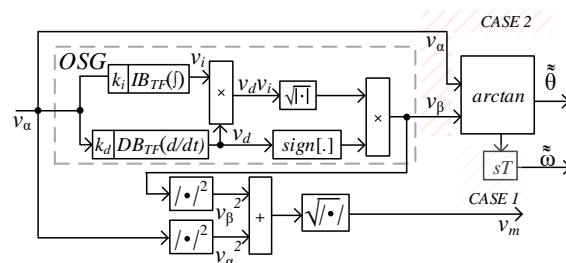 CASE 2
OSG
v_α
v_i
k_i IB_TF(∫)
×
v_d v_i
√|·|
×
v_β
arctan
θ̃̃
v_α
k_d DB_TF(d/dt)
v_d
sign[.]
sT
ω̃̃
CASE 1
/•/²
v_β²
+
√/•/
v_m
/•/²
v_α²